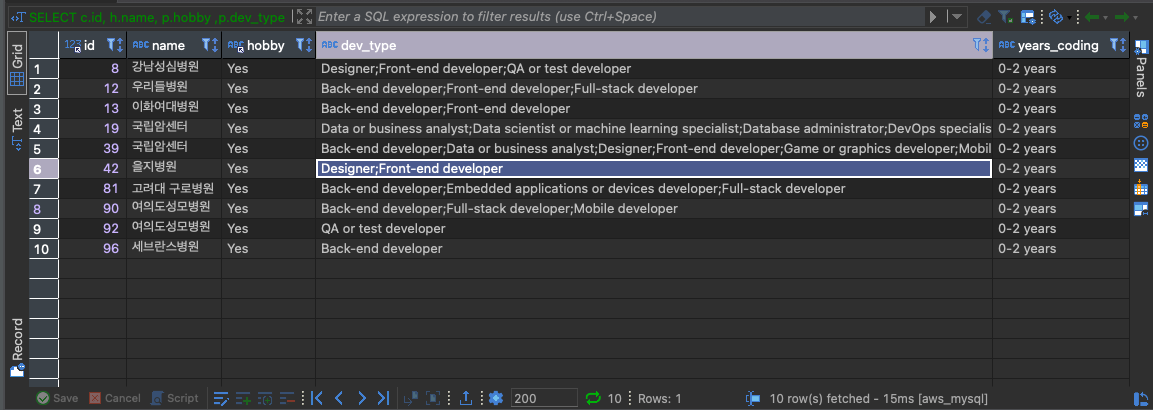 SELECT c.id, h.name, p.hobby ,p.dev_type Enter a SQL expression to filter results (use Ctrl+Space)
Grid
Text
Record
Panels
123 id ABC name ABC hobby ABC dev_type ABC years_coding
1 8 강남성심병원 Yes Designer;Front-end developer;QA or test developer 0-2 years
2 12 우리들병원 Yes Back-end developer;Front-end developer;Full-stack developer 0-2 years
3 13 이화여대병원 Yes Back-end developer;Front-end developer 0-2 years
4 19 국립암센터 Yes Data or business analyst;Data scientist or machine learning specialist;Database administrator;DevOps specialis 0-2 years
5 39 국립암센터 Yes Back-end developer;Data or business analyst;Designer;Front-end developer;Game or graphics developer;Mobil 0-2 years
6 42 을지병원 Yes Designer;Front-end developer 0-2 years
7 81 고려대 구로병원 Yes Back-end developer;Embedded applications or devices developer;Full-stack developer 0-2 years
8 90 여의도성모병원 Yes Back-end developer;Full-stack developer;Mobile developer 0-2 years
9 92 여의도성모병원 Yes QA or test developer 0-2 years
10 96 세브란스병원 Yes Back-end developer 0-2 years
Save Cancel Script 200 10 Rows: 1 10 row(s) fetched - 15ms [aws_mysql]